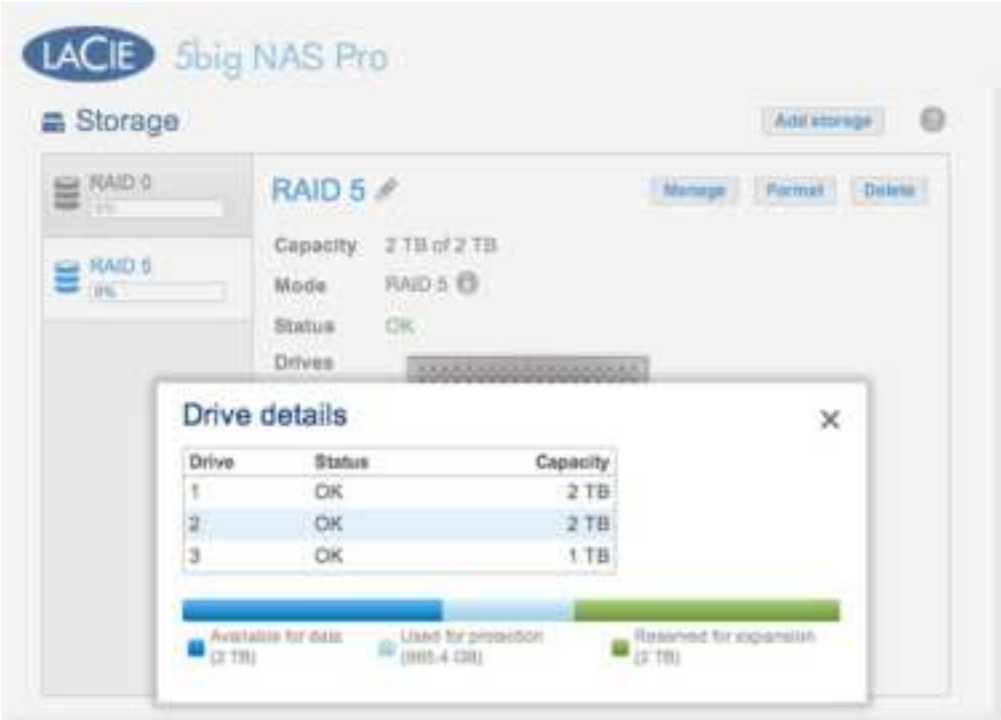 LACIE 5big NAS Pro
Storage
Add storage
RAID 0
RAID 5
Manage
Format
Delete
RAID 5
0%
Capacity 2 TB of 2 TB
Mode RAID 5
Status OK
Drives
Drive details
Drive Status Capacity
1 OK 2 TB
2 OK 2 TB
3 OK 1 TB
Available for data
(2 TB)
Used for protection
GB)
Reserved for expansion
(2 TB)